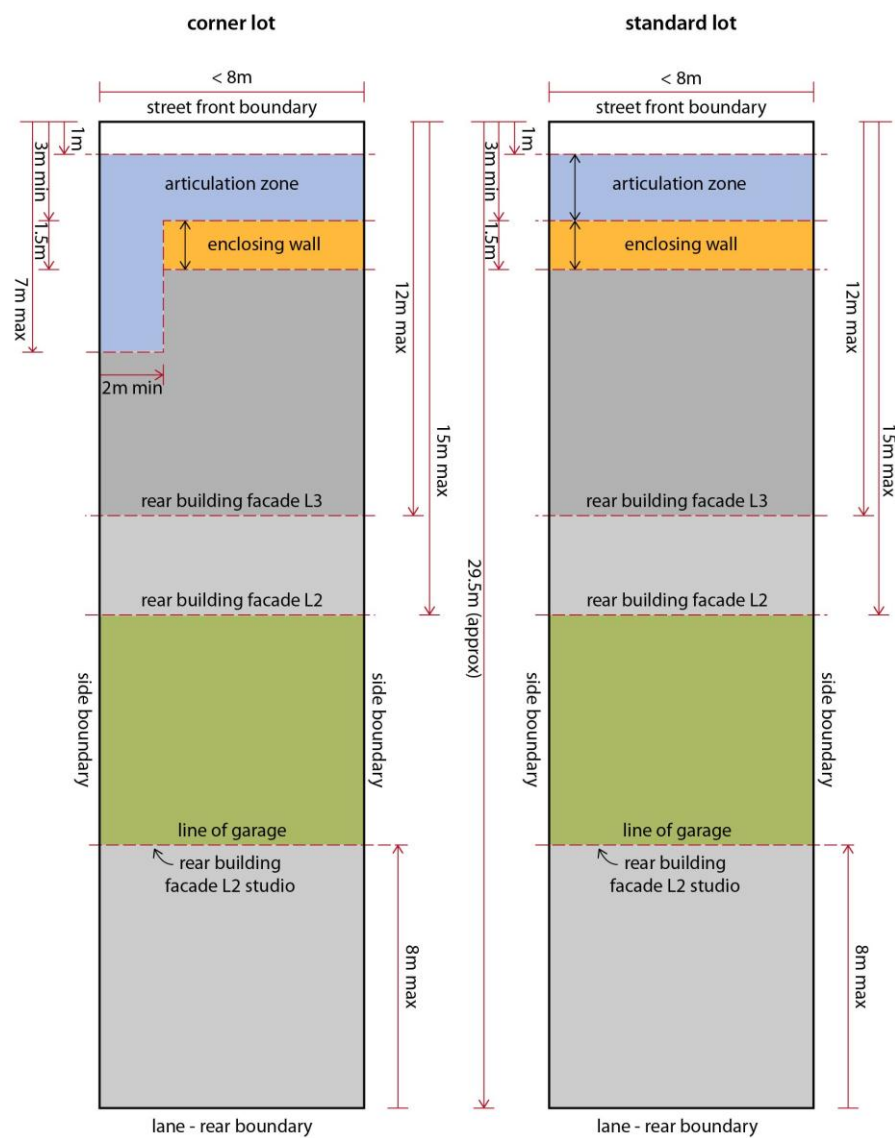 corner lot
< 8m
street front boundary
1m
3m min
1.5m
7m max
articulation zone
enclosing wall
2m min
12m max
15m max
rear building facade L3
rear building facade L2
side boundary
side boundary
line of garage
rear building
facade L2 studio
8m max
lane - rear boundary
29.5m (approx)
standard lot
< 8m
street front boundary
1m
3m min
1.5m
articulation zone
enclosing wall
12m max
15m max
rear building facade L3
rear building facade L2
side boundary
side boundary
line of garage
rear building
facade L2 studio
8m max
lane - rear boundary